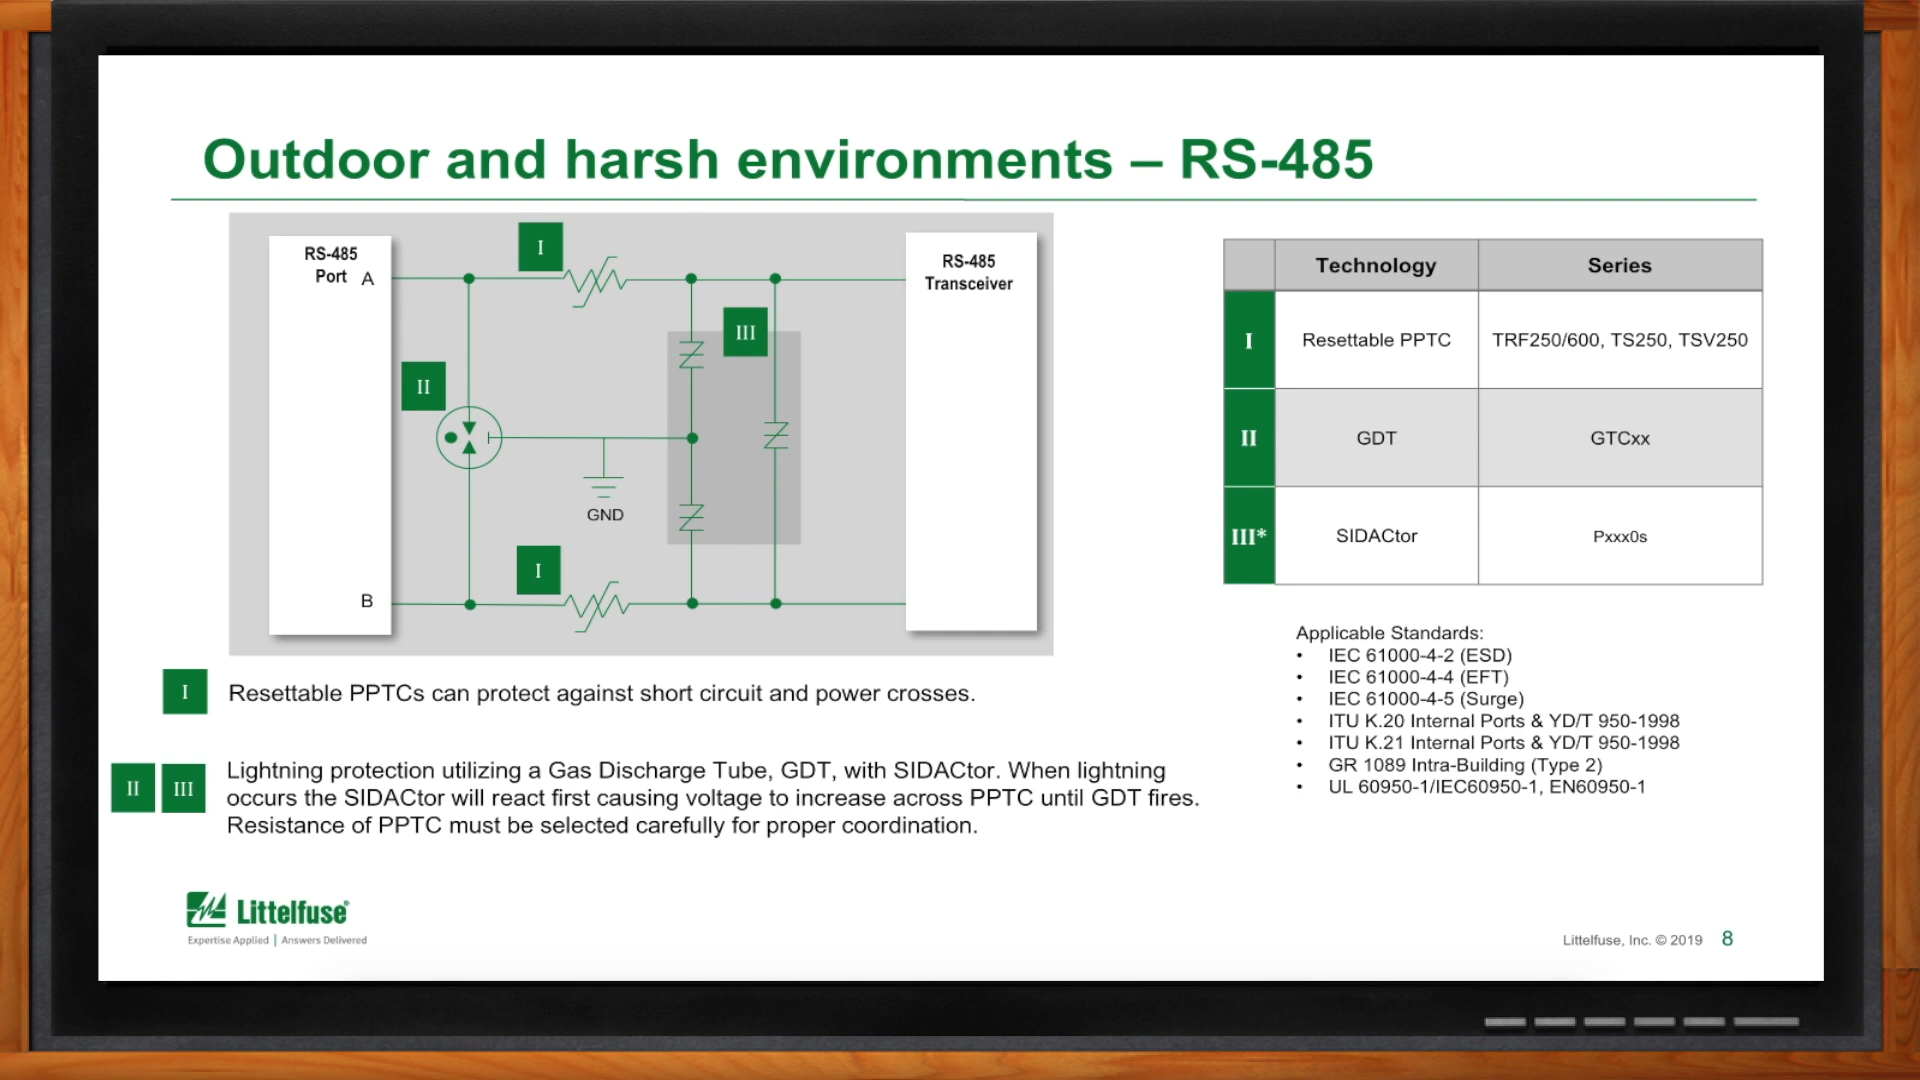 Outdoor and harsh environments – RS-485
RS-485
Port
A
B
I
II
III
I
GND
RS-485
Transceiver
Technology
Series
I
Resettable PPTC
TRF250/600, TS250, TSV250
II
GDT
GTCxx
III*
SIDACtor
Pxxx0s
I
Resettable PPTCs can protect against short circuit and power crosses.
II
III
Lightning protection utilizing a Gas Discharge Tube, GDT, with SIDACtor. When lightning
occurs the SIDACtor will react first causing voltage to increase across PPTC until GDT fires.
Resistance of PPTC must be selected carefully for proper coordination.
Applicable Standards:
• IEC 61000-4-2 (ESD)
• IEC 61000-4-4 (EFT)
• IEC 61000-4-5 (Surge)
• ITU K.20 Internal Ports & YD/T 950-1998
• ITU K.21 Internal Ports & YD/T 950-1998
• GR 1089 Intra-Building (Type 2)
• UL 60950-1/IEC60950-1, EN60950-1
Littelfuse®
Expertise Applied | Answers Delivered
Littelfuse, Inc. © 2019 8